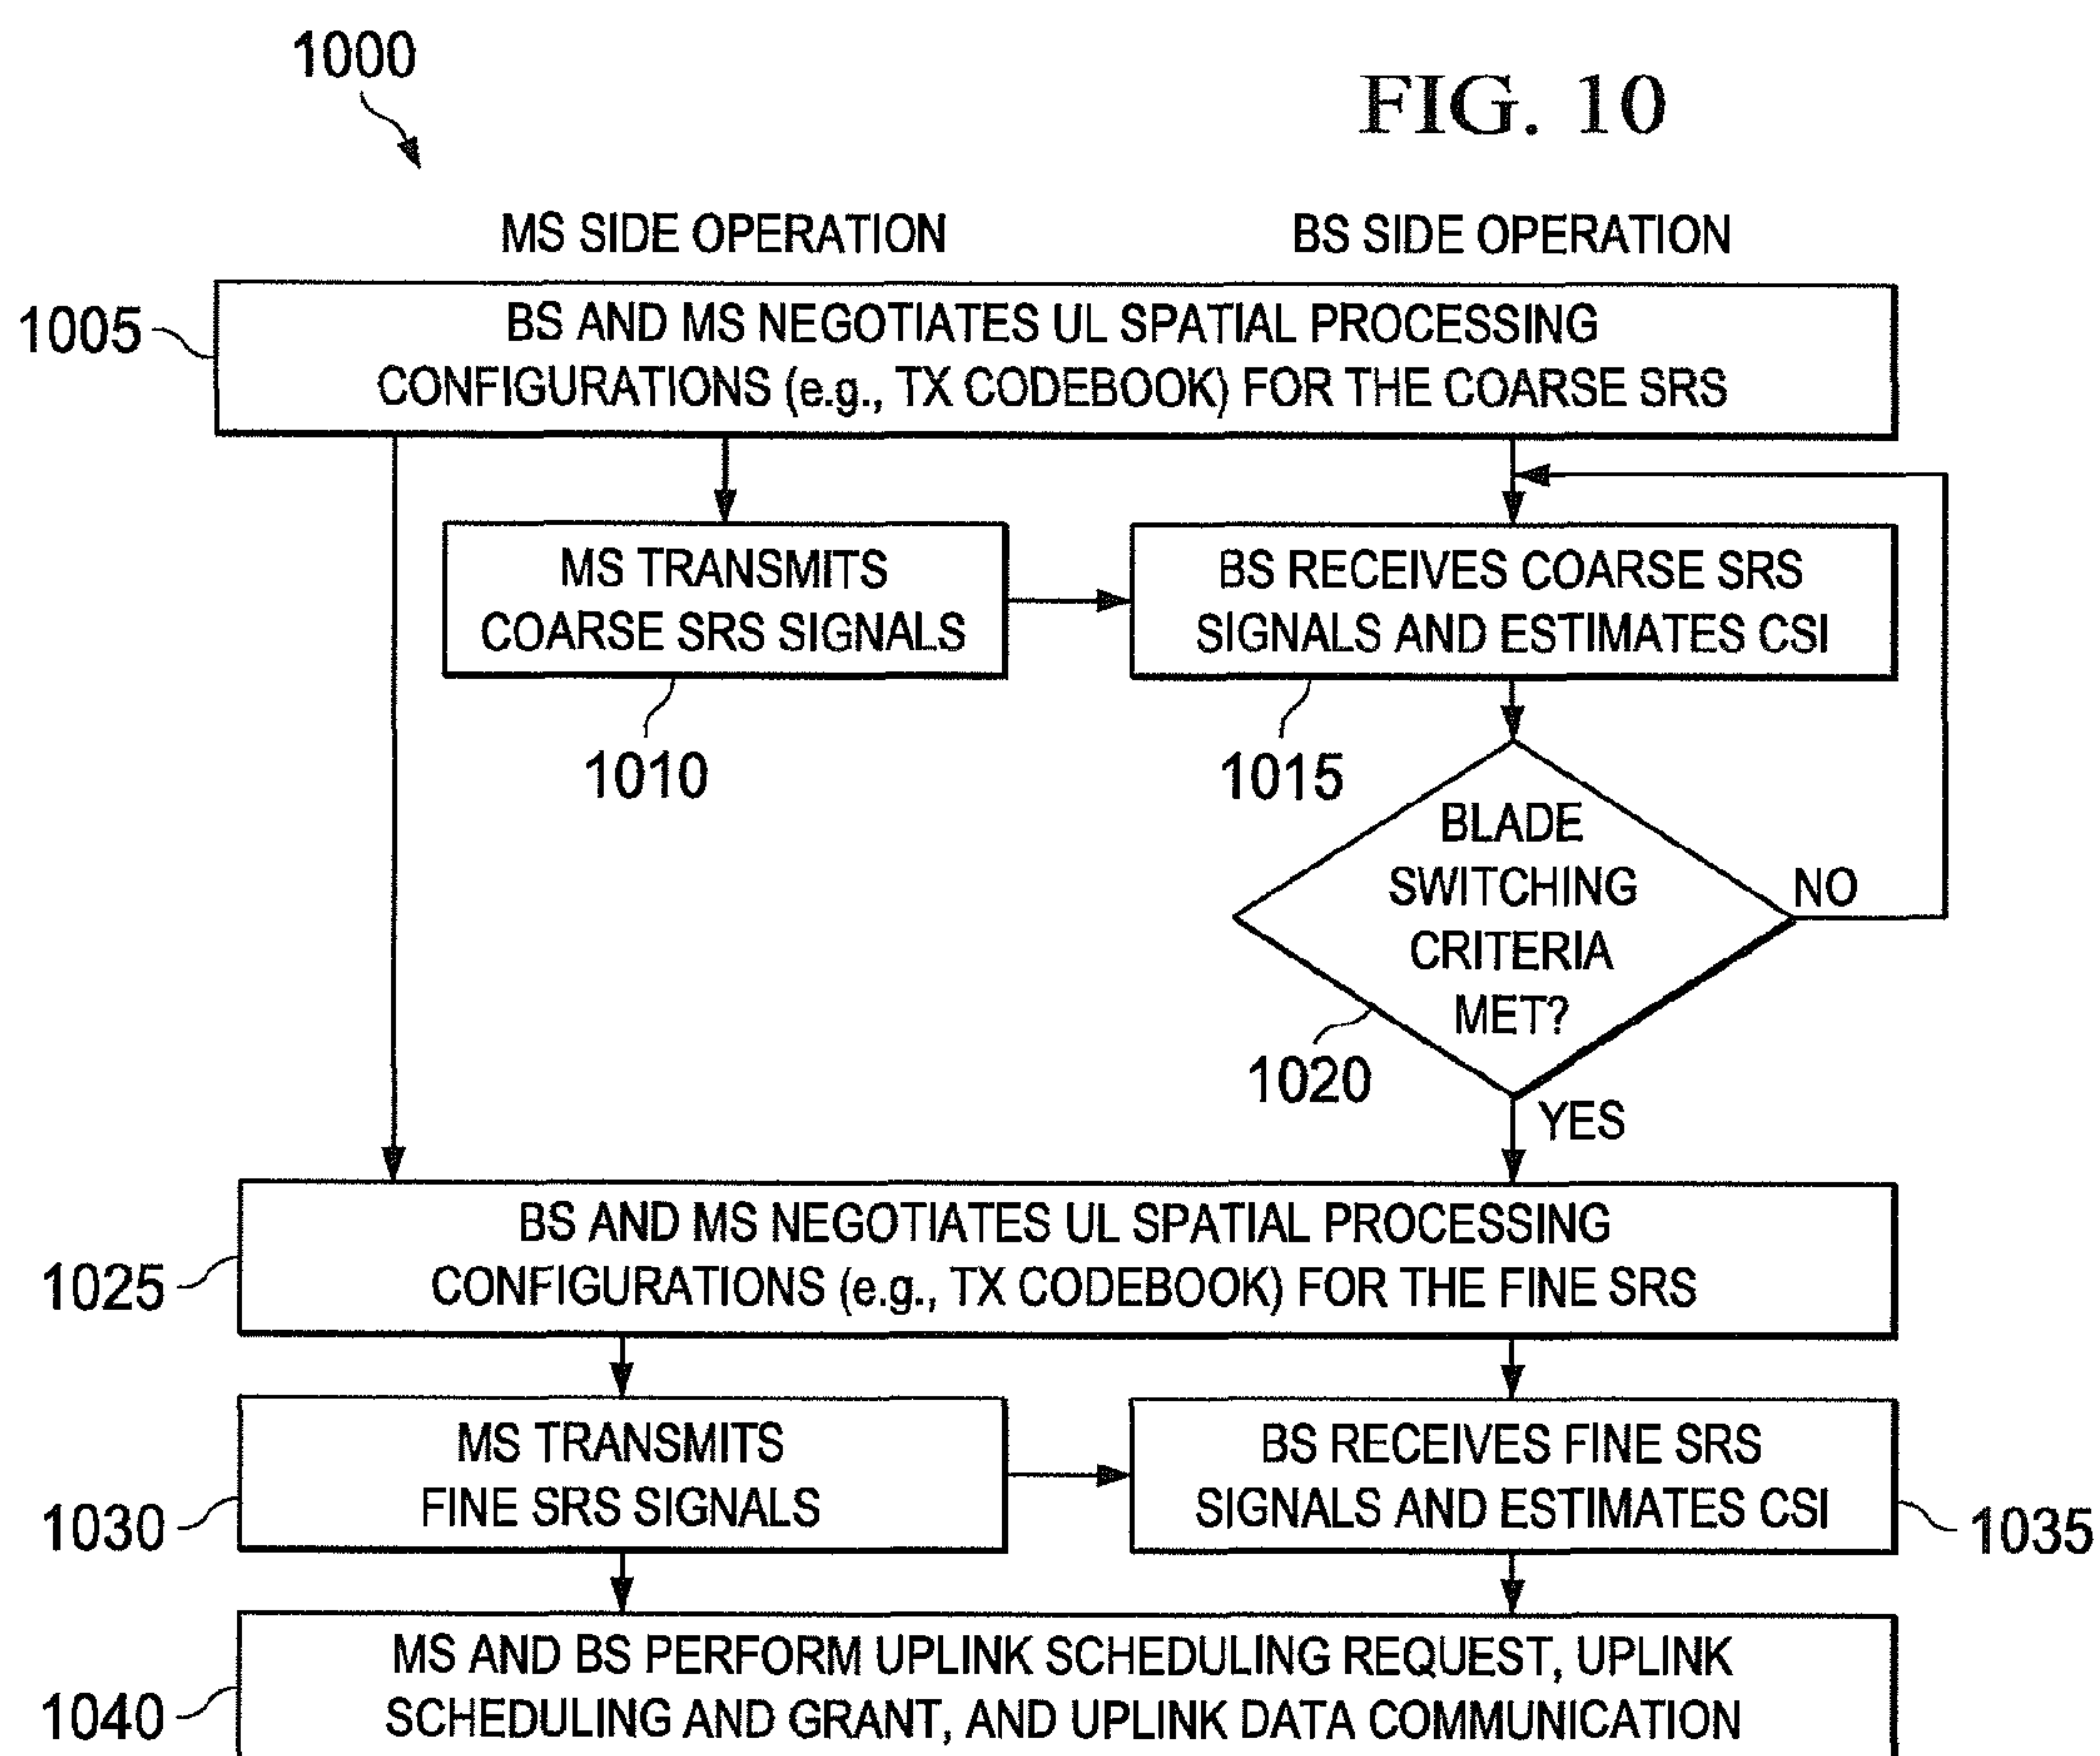 1000
FIG. 10
MS SIDE OPERATION
BS SIDE OPERATION
1005
BS AND MS NEGOTIATES UL SPATIAL PROCESSING
CONFIGURATIONS (e.g., TX CODEBOOK) FOR THE COARSE SRS
MS TRANSMITS
COARSE SRS SIGNALS
1010
BS RECEIVES COARSE SRS
SIGNALS AND ESTIMATES CSI
1015
BLADE
SWITCHING
CRITERIA
MET?
NO
1020
YES
1025
BS AND MS NEGOTIATES UL SPATIAL PROCESSING
CONFIGURATIONS (e.g., TX CODEBOOK) FOR THE FINE SRS
MS TRANSMITS
FINE SRS SIGNALS
1030
BS RECEIVES FINE SRS
SIGNALS AND ESTIMATES CSI
1035
MS AND BS PERFORM UPLINK SCHEDULING REQUEST, UPLINK
SCHEDULING AND GRANT, AND UPLINK DATA COMMUNICATION
1040